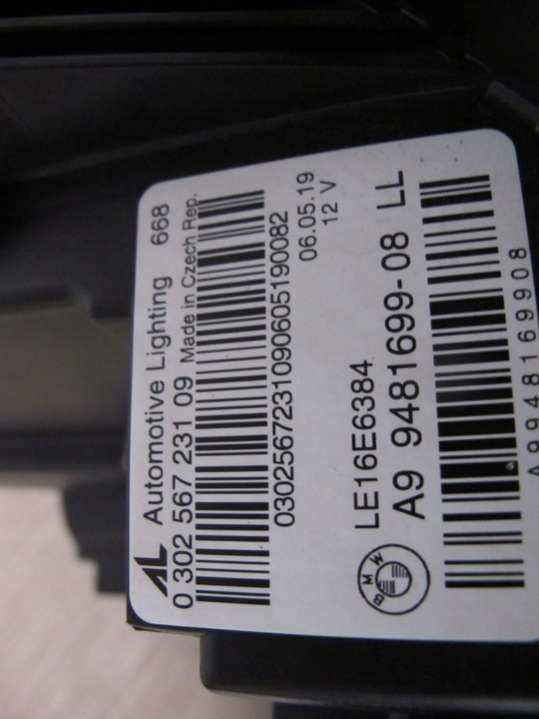 AL Automotive Lighting 668
0 302 567 231 09 Made in Czech Rep.
0302567231090605190082
06.05.19
12 V
LE16E6384
BMW A9 9481699-08 LL
A99481699908